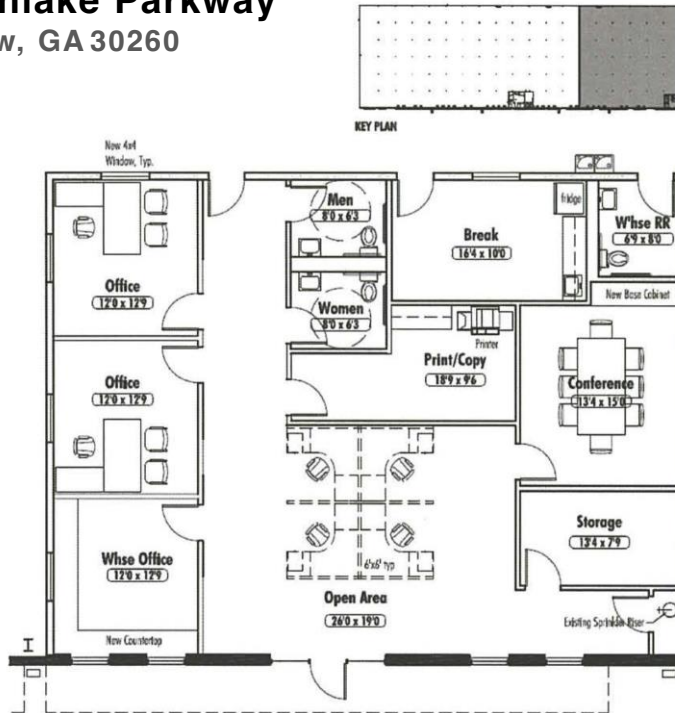 Parkway
GA 30260
KEY PLAN
New 4x4
Window, Typ.
Men
8'0 x 6'3
Break
16'4 x 10'0
fridge
W'hse RR
6'9 x 8'0
Office
12'0 x 12'9
Women
8'0 x 6'3
New Base Cabinet
Printer
Print/Copy
18'9 x 9'6
Office
12'0 x 12'9
Conference
13'4 x 15'0
Storage
13'4 x 7'9
Whse Office
12'0 x 12'9
6'x6' typ
Open Area
26'0 x 19'0
Existing Sprinkler Riser
New Countertop